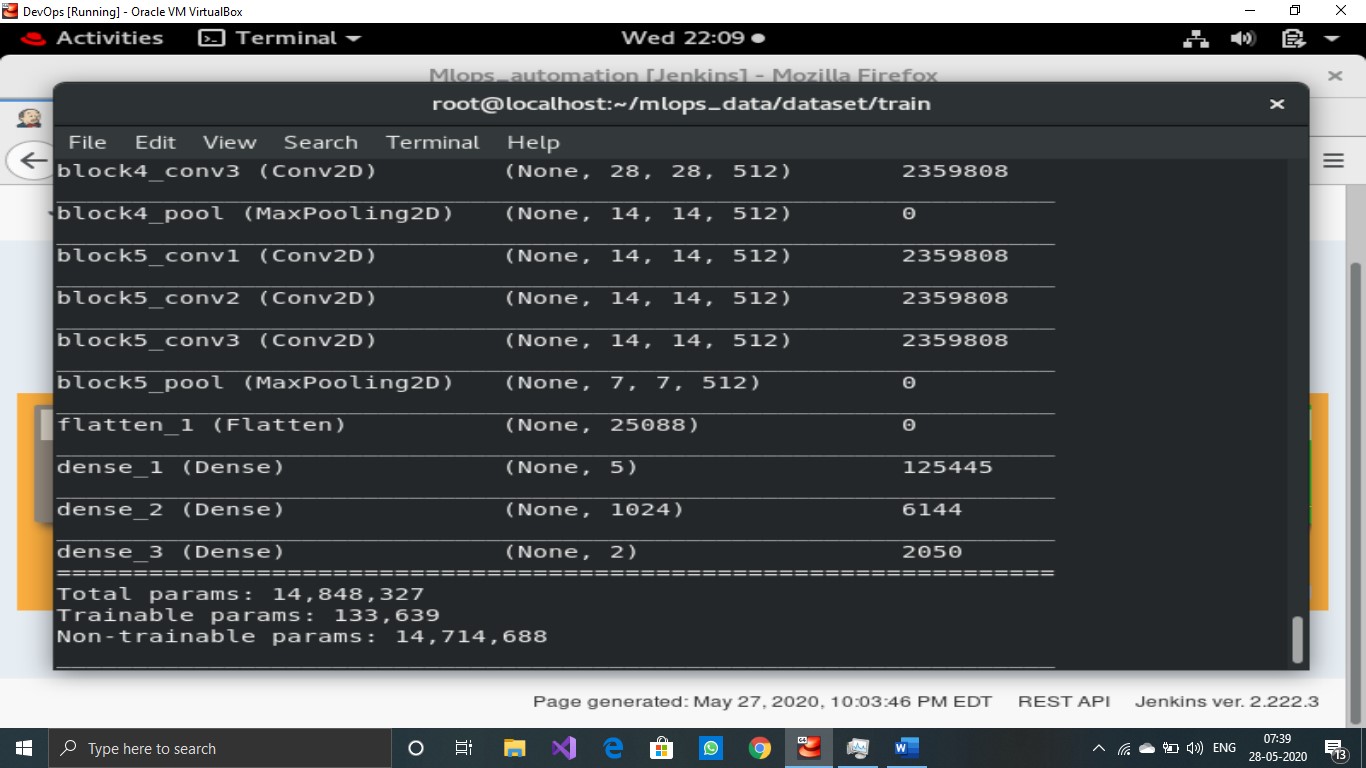 DevOps [Running] - Oracle VM VirtualBox
Activities Terminal Wed 22:09
Mlops_automation [Jenkins] - Mozilla Firefox
root@localhost:~/mlops_data/dataset/train
File Edit View Search Terminal Help
block4_conv3 (Conv2D) (None, 28, 28, 512) 2359808
block4_pool (MaxPooling2D) (None, 14, 14, 512) 0
block5_conv1 (Conv2D) (None, 14, 14, 512) 2359808
block5_conv2 (Conv2D) (None, 14, 14, 512) 2359808
block5_conv3 (Conv2D) (None, 14, 14, 512) 2359808
block5_pool (MaxPooling2D) (None, 7, 7, 512) 0
flatten_1 (Flatten) (None, 25088) 0
dense_1 (Dense) (None, 5) 125445
dense_2 (Dense) (None, 1024) 6144
dense_3 (Dense) (None, 2) 2050
Total params: 14,848,327
Trainable params: 133,639
Non-trainable params: 14,714,688
Page generated: May 27, 2020, 10:03:46 PM EDT REST API Jenkins ver. 2.222.3
Type here to search
ENG
07:39
28-05-2020
13